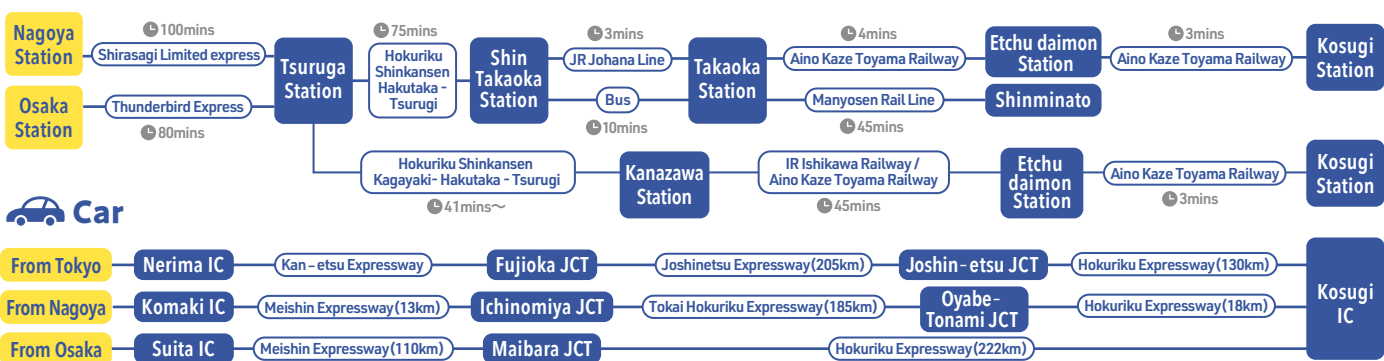 Nagoya
Station
100mins
Shirasagi Limited express
Osaka
Station
Thunderbird Express
80mins
Tsuruga
Station
75mins
Hokuriku
Shinkansen
Hakutaka -
Tsurugi
Shin
Takaoka
Station
3mins
JR Johana Line
Bus
10mins
Takaoka
Station
4mins
Aino Kaze Toyama Railway
Manyosen Rail Line
45mins
Etchu daimon
Station
Shinminato
3mins
Aino Kaze Toyama Railway
Kosugi
Station
Hokuriku Shinkansen
Kagayaki- Hakutaka - Tsurugi
41mins〜
Kanazawa
Station
IR Ishikawa Railway /
Aino Kaze Toyama Railway
45mins
Etchu
daimon
Station
Aino Kaze Toyama Railway
3mins
Kosugi
Station
Car
From Tokyo
Nerima IC
Kan-etsu Expressway
Fujioka JCT
Joshinetsu Expressway(205km)
Joshin-etsu JCT
Hokuriku Expressway(130km)
From Nagoya
Komaki IC
Meishin Expressway(13km)
Ichinomiya JCT
Tokai Hokuriku Expressway(185km)
Oyabe-
Tonami JCT
Hokuriku Expressway(18km)
From Osaka
Suita IC
Meishin Expressway(110km)
Maibara JCT
Hokuriku Expressway(222km)
Kosugi
IC